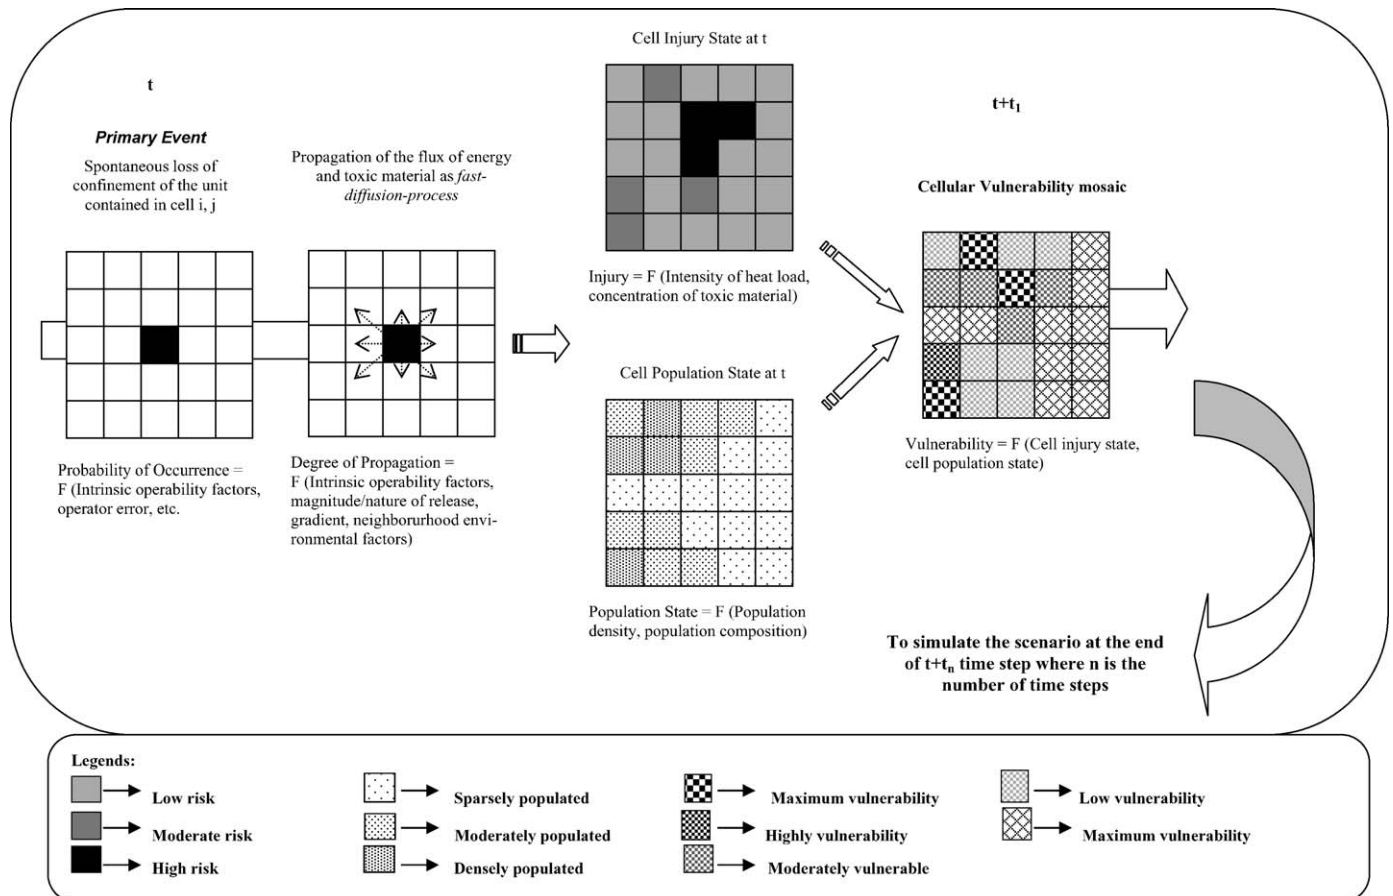 t
Primary Event
Spontaneous loss of
confinement of the unit
contained in cell i, j
Probability of Occurrence =
F (Intrinsic operability factors,
operator error, etc.
Propagation of the flux of energy
and toxic material as fast-
diffusion-process
Degree of Propagation =
F (Intrinsic operability factors,
magnitude/nature of release,
gradient, neighborurhood envi-
ronmental factors)
Cell Injury State at t
Injury = F (Intensity of heat load,
concentration of toxic material)
Cell Population State at t
Population State = F (Population
density, population composition)
t+t1
Cellular Vulnerability mosaic
Vulnerability = F (Cell injury state,
cell population state)
To simulate the scenario at the end
of t+tn time step where n is the
number of time steps
Legends:
Low risk
Moderate risk
High risk
Sparsely populated
Moderately populated
Densely populated
Maximum vulnerability
Highly vulnerability
Moderately vulnerable
Low vulnerability
Maximum vulnerability